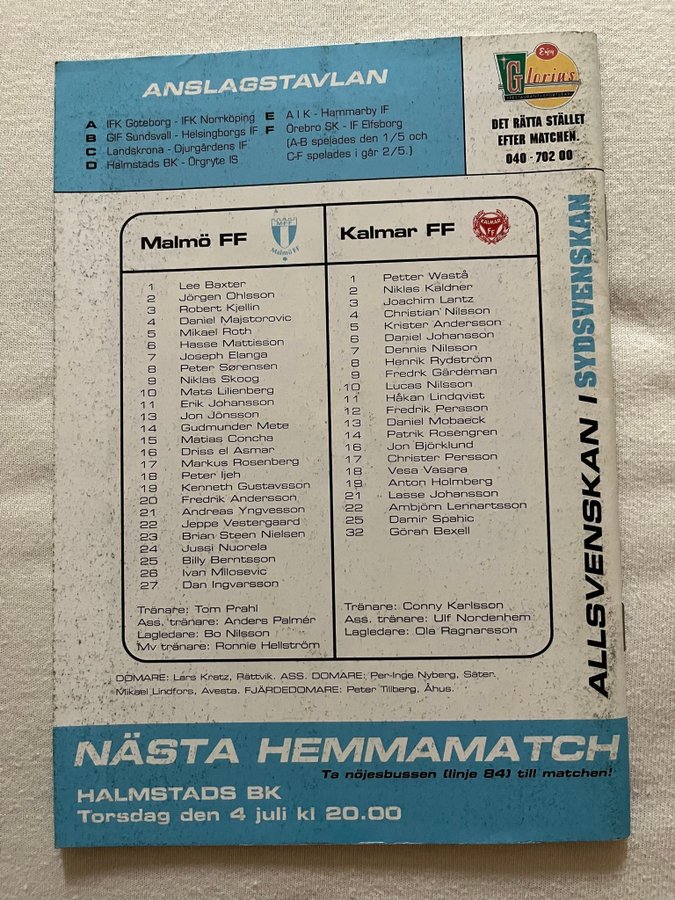 ANSLAGSTAVLAN
A IFK Göteborg - IFK Norrköping
B GIF Sundsvall - Helsingborgs IF
C Landskrona - Djurgårdens IF
D Halmstads BK - Örgryte IS
E A I K - Hammarby IF
F Örebro SK - IF Elfsborg
(A-B spelades den 1/5 och
C-F spelades i går 2/5.)
Enjoy
Glorias
DET RÄTTA STÄLLET
EFTER MATCHEN.
040 - 702 00
Malmö FF
MFF
Malmö FF
1 Lee Baxter
2 Jörgen Ohlsson
3 Robert Kjellin
4 Daniel Majstorovic
5 Mikael Roth
6 Hasse Mattisson
7 Joseph Elanga
8 Peter Sørensen
9 Niklas Skoog
10 Mats Lilienberg
11 Erik Johansson
13 Jon Jönsson
14 Gudmunder Mete
15 Matias Concha
16 Driss el Asmar
17 Markus Rosenberg
18 Peter Ijeh
19 Kenneth Gustavsson
20 Fredrik Andersson
21 Andreas Yngvesson
22 Jeppe Vestergaard
23 Brian Steen Nielsen
24 Jussi Nuorela
25 Billy Berntsson
26 Ivan Milosevic
27 Dan Ingvarsson
Tränare: Tom Prahl
Ass. tränare: Anders Palmér
Lagledare: Bo Nilsson
Mv tränare: Ronnie Hellström
Kalmar FF
KALMAR
FF
1 Petter Wastå
2 Niklas Kaldner
3 Joachim Lantz
4 Christian Nilsson
5 Krister Andersson
6 Daniel Johansson
7 Dennis Nilsson
8 Henrik Rydström
9 Fredrk Gärdeman
10 Lucas Nilsson
11 Håkan Lindqvist
12 Fredrik Persson
13 Daniel Mobaeck
14 Patrik Rosengren
16 Jon Björklund
17 Christer Persson
18 Vesa Vasara
19 Anton Holmberg
21 Lasse Johansson
22 Ambjörn Lennartsson
25 Damir Spahic
32 Göran Bexell
Tränare: Conny Karlsson
Ass. tränare: Ulf Nordenhem
Lagledare: Ola Ragnarsson
ALLSVENSKAN I SYDSVENSKAN
DOMARE: Lars Kratz, Rättvik. ASS. DOMARE: Per-Inge Nyberg, Säter.
Mikael Lindfors, Avesta. FJÄRDEDOMARE: Peter Tillberg, Åhus.
NÄSTA HEMMAMATCH
Ta nöjesbussen (linje 84) till matchen!
HALMSTADS BK
Torsdag den 4 juli kl 20.00